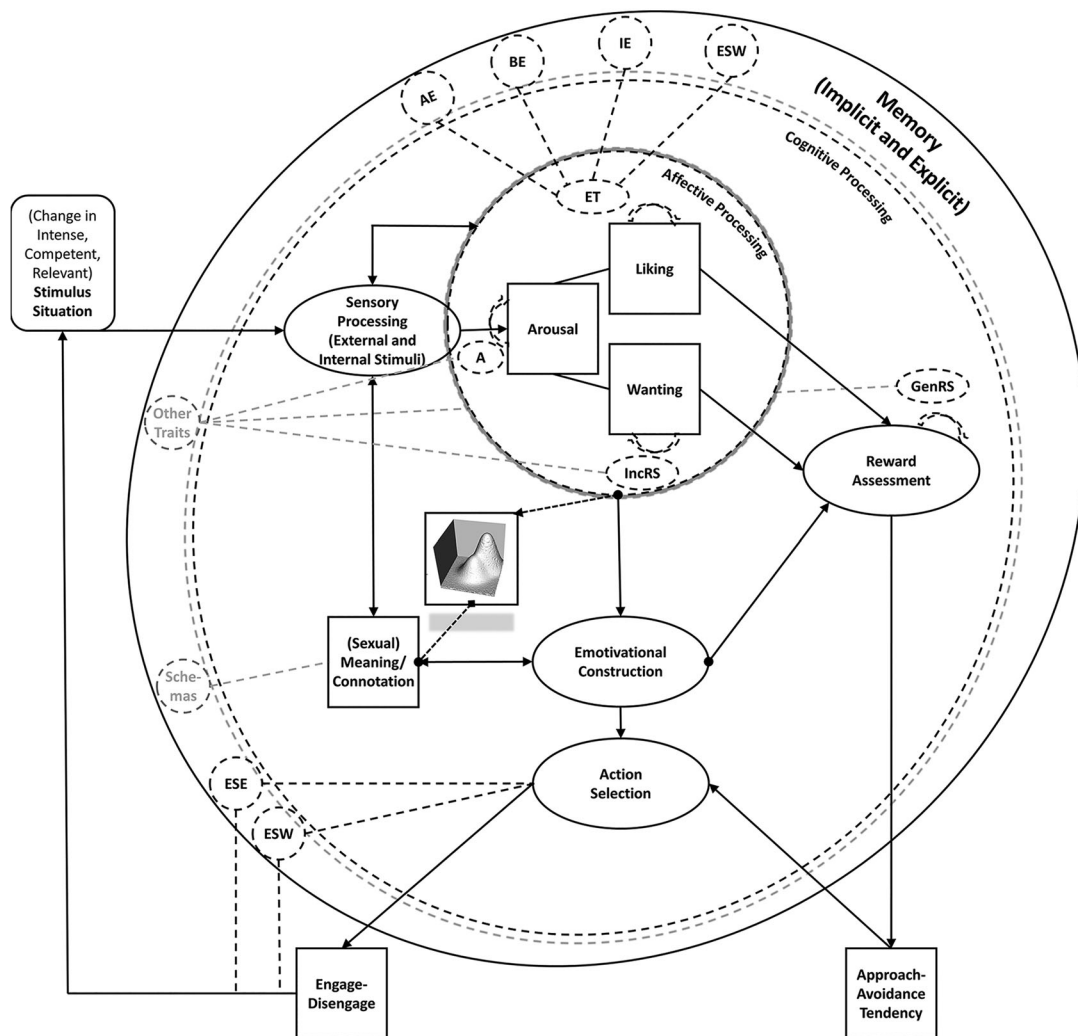 AE
BE
IE
ESW
Memory
(Implicit and Explicit)
Cognitive Processing
Affective Processing
ET
(Change in
Intense,
Competent,
Relevant)
Stimulus
Situation
Sensory
Processing
(External and
Internal Stimuli)
A
Arousal
Liking
Wanting
IncRS
GenRS
Reward
Assessment
Other
Traits
(Sexual)
Meaning/
Connotation
Emotivational
Construction
Sche-
mas
Action
Selection
ESE
ESW
Engage-
Disengage
Approach-
Avoidance
Tendency